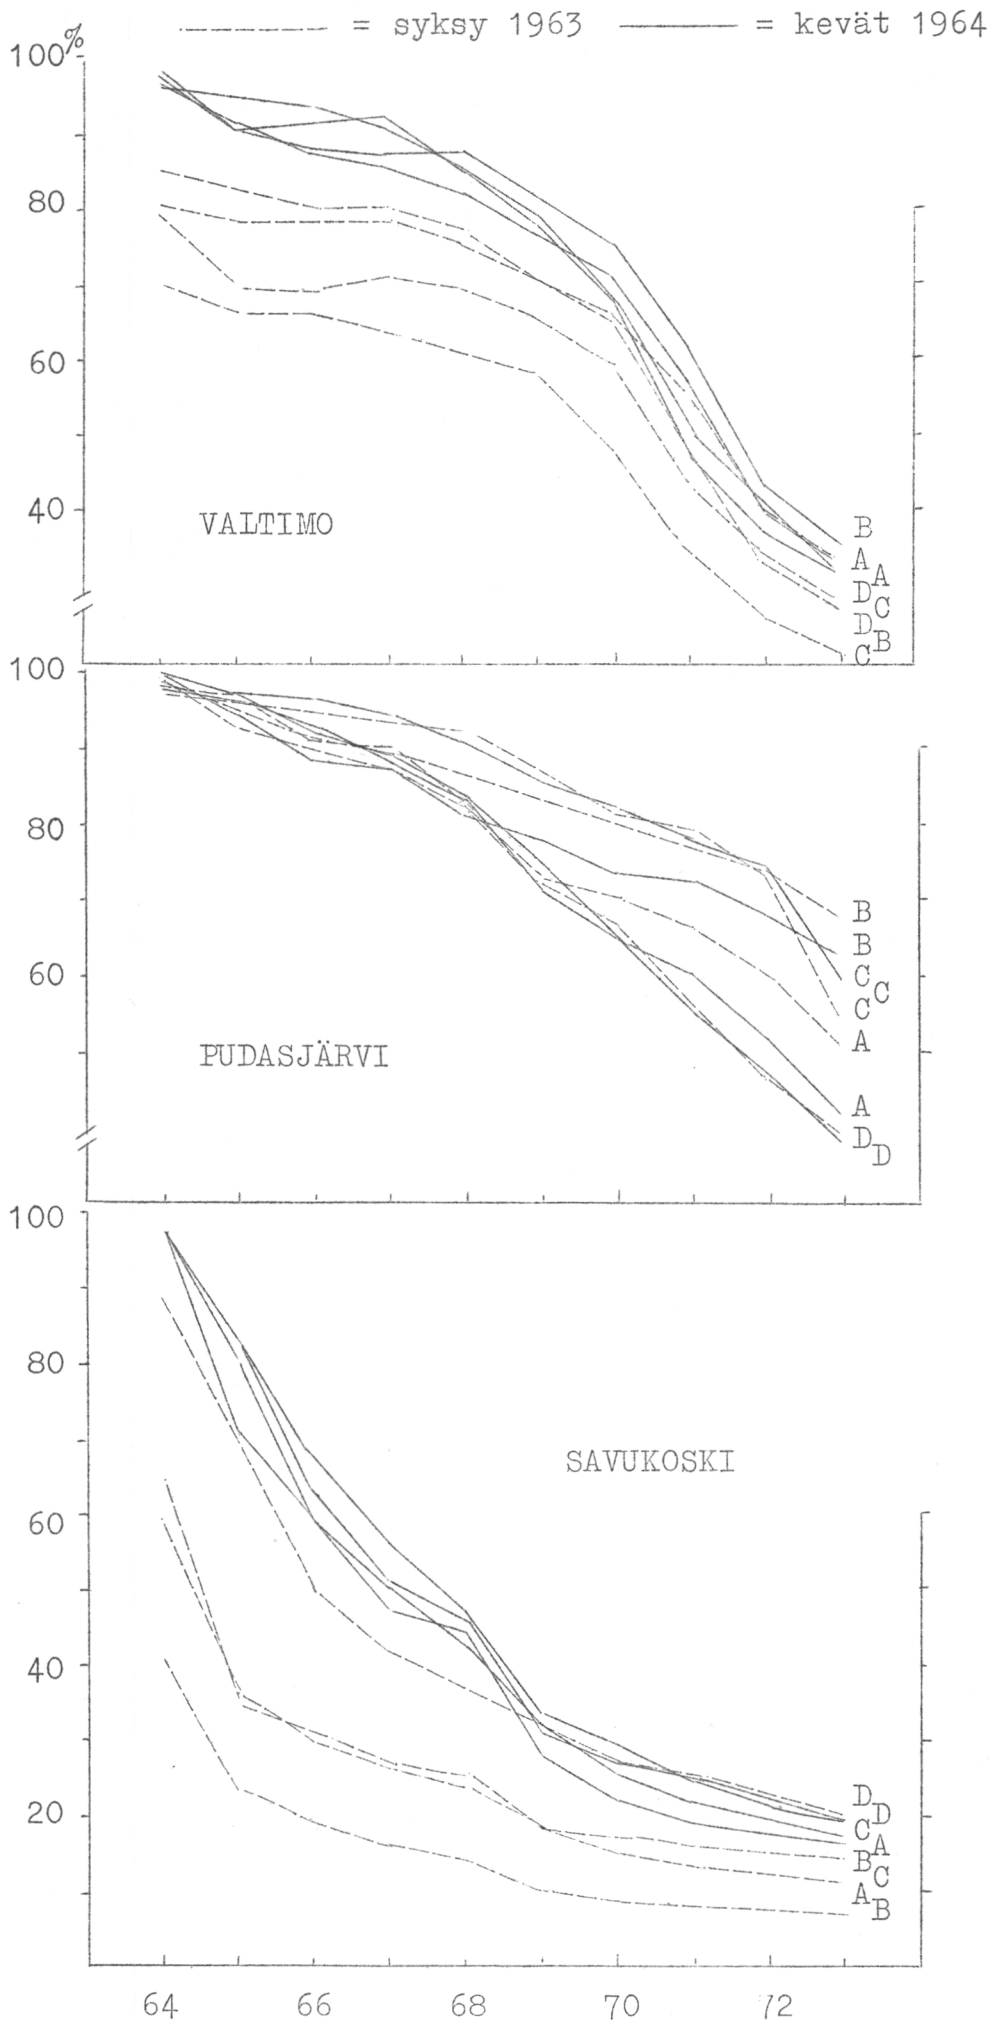 = syksy 1963 = kevät 1964
100%
80
60
40
VALTIMO
B
A
A
D
C
D
B
C
100
80
60
PUDASJÄRVI
B
B
C
C
C
A
A
D
D
100
80
60
40
20
SAVUKOSKI
D
D
C
A
B
C
A
B
64 66 68 70 72